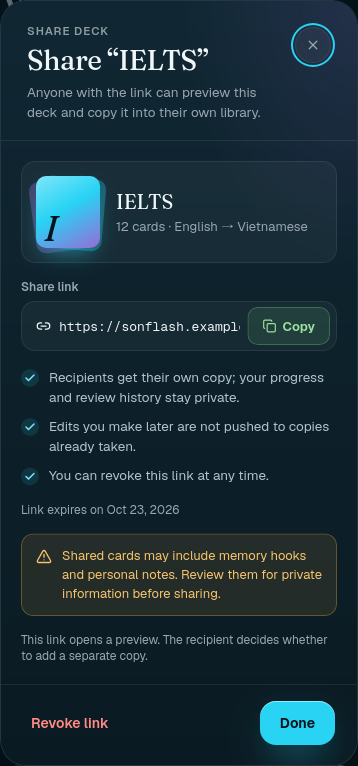 SHARE DECK
Share “IELTS”
Anyone with the link can preview this
deck and copy it into their own library.
I
IELTS
12 cards · English → Vietnamese
Share link
https://sonflash.example
Copy
Recipients get their own copy; your progress
and review history stay private.
Edits you make later are not pushed to copies
already taken.
You can revoke this link at any time.
Link expires on Oct 23, 2026
Shared cards may include memory hooks
and personal notes. Review them for private
information before sharing.
This link opens a preview. The recipient decides whether
to add a separate copy.
Revoke link
Done